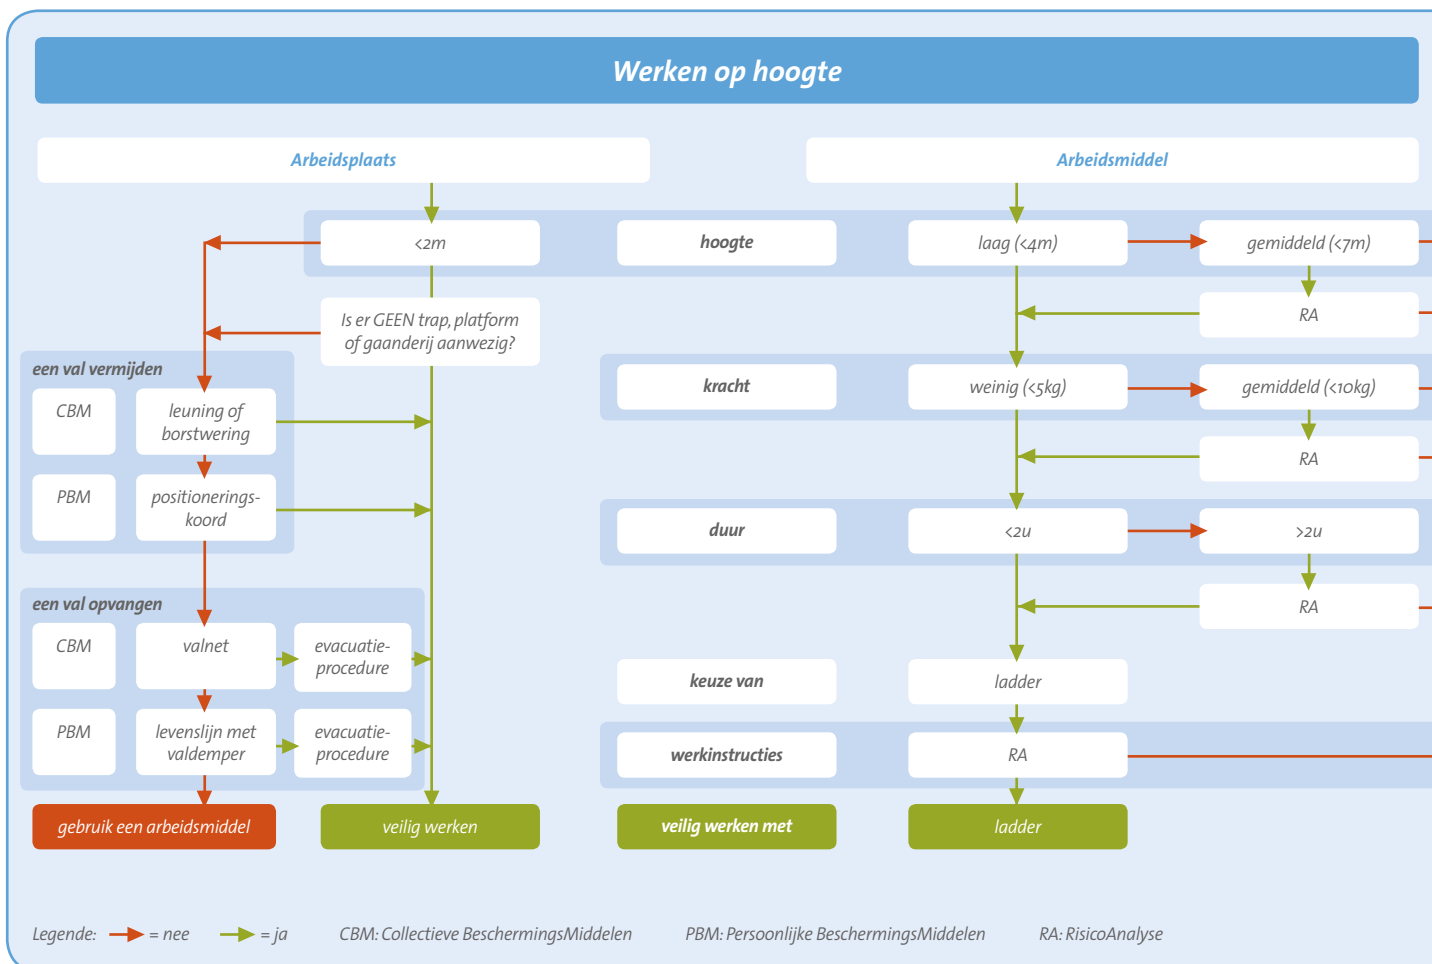 Werken op hoogte
Arbeidsplaats
<2m
Is er GEEN trap, platform
of gaanderij aanwezig?
een val vermijden
CBM
leuning of
borstwering
PBM
positionerings-
koord
een val opvangen
CBM
valnet
evacuatie-
procedure
PBM
levenslijn met
valdemper
evacuatie-
procedure
gebruik een arbeidsmiddel
veilig werken
Arbeidsmiddel
hoogte
laag (<4m)
gemiddeld (<7m)
RA
kracht
weinig (<5kg)
gemiddeld (<10kg)
RA
duur
<2u
>2u
RA
keuze van
ladder
werkinstructies
RA
veilig werken met
ladder
Legende: = nee = ja CBM: Collectieve BeschermingsMiddelen PBM: Persoonlijke BeschermingsMiddelen RA: RisicoAnalyse